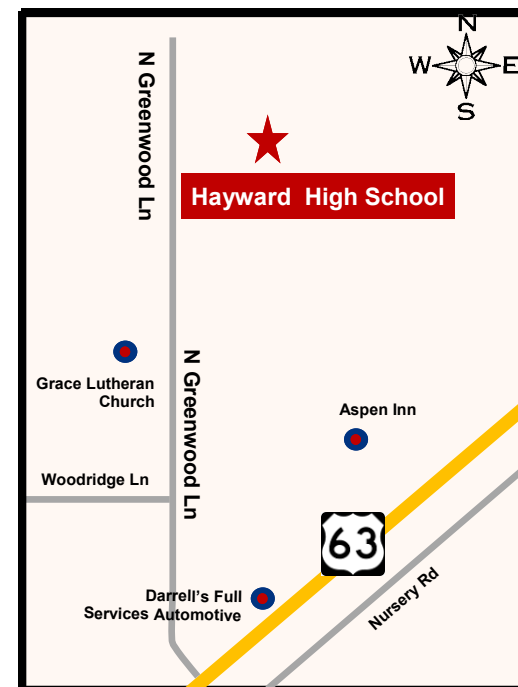 N
W E
S
N Greenwood Ln
Hayward High School
N Greenwood Ln
Grace Lutheran
Church
Aspen Inn
Woodridge Ln
63
Darrell's Full
Services Automotive
Nursery Rd